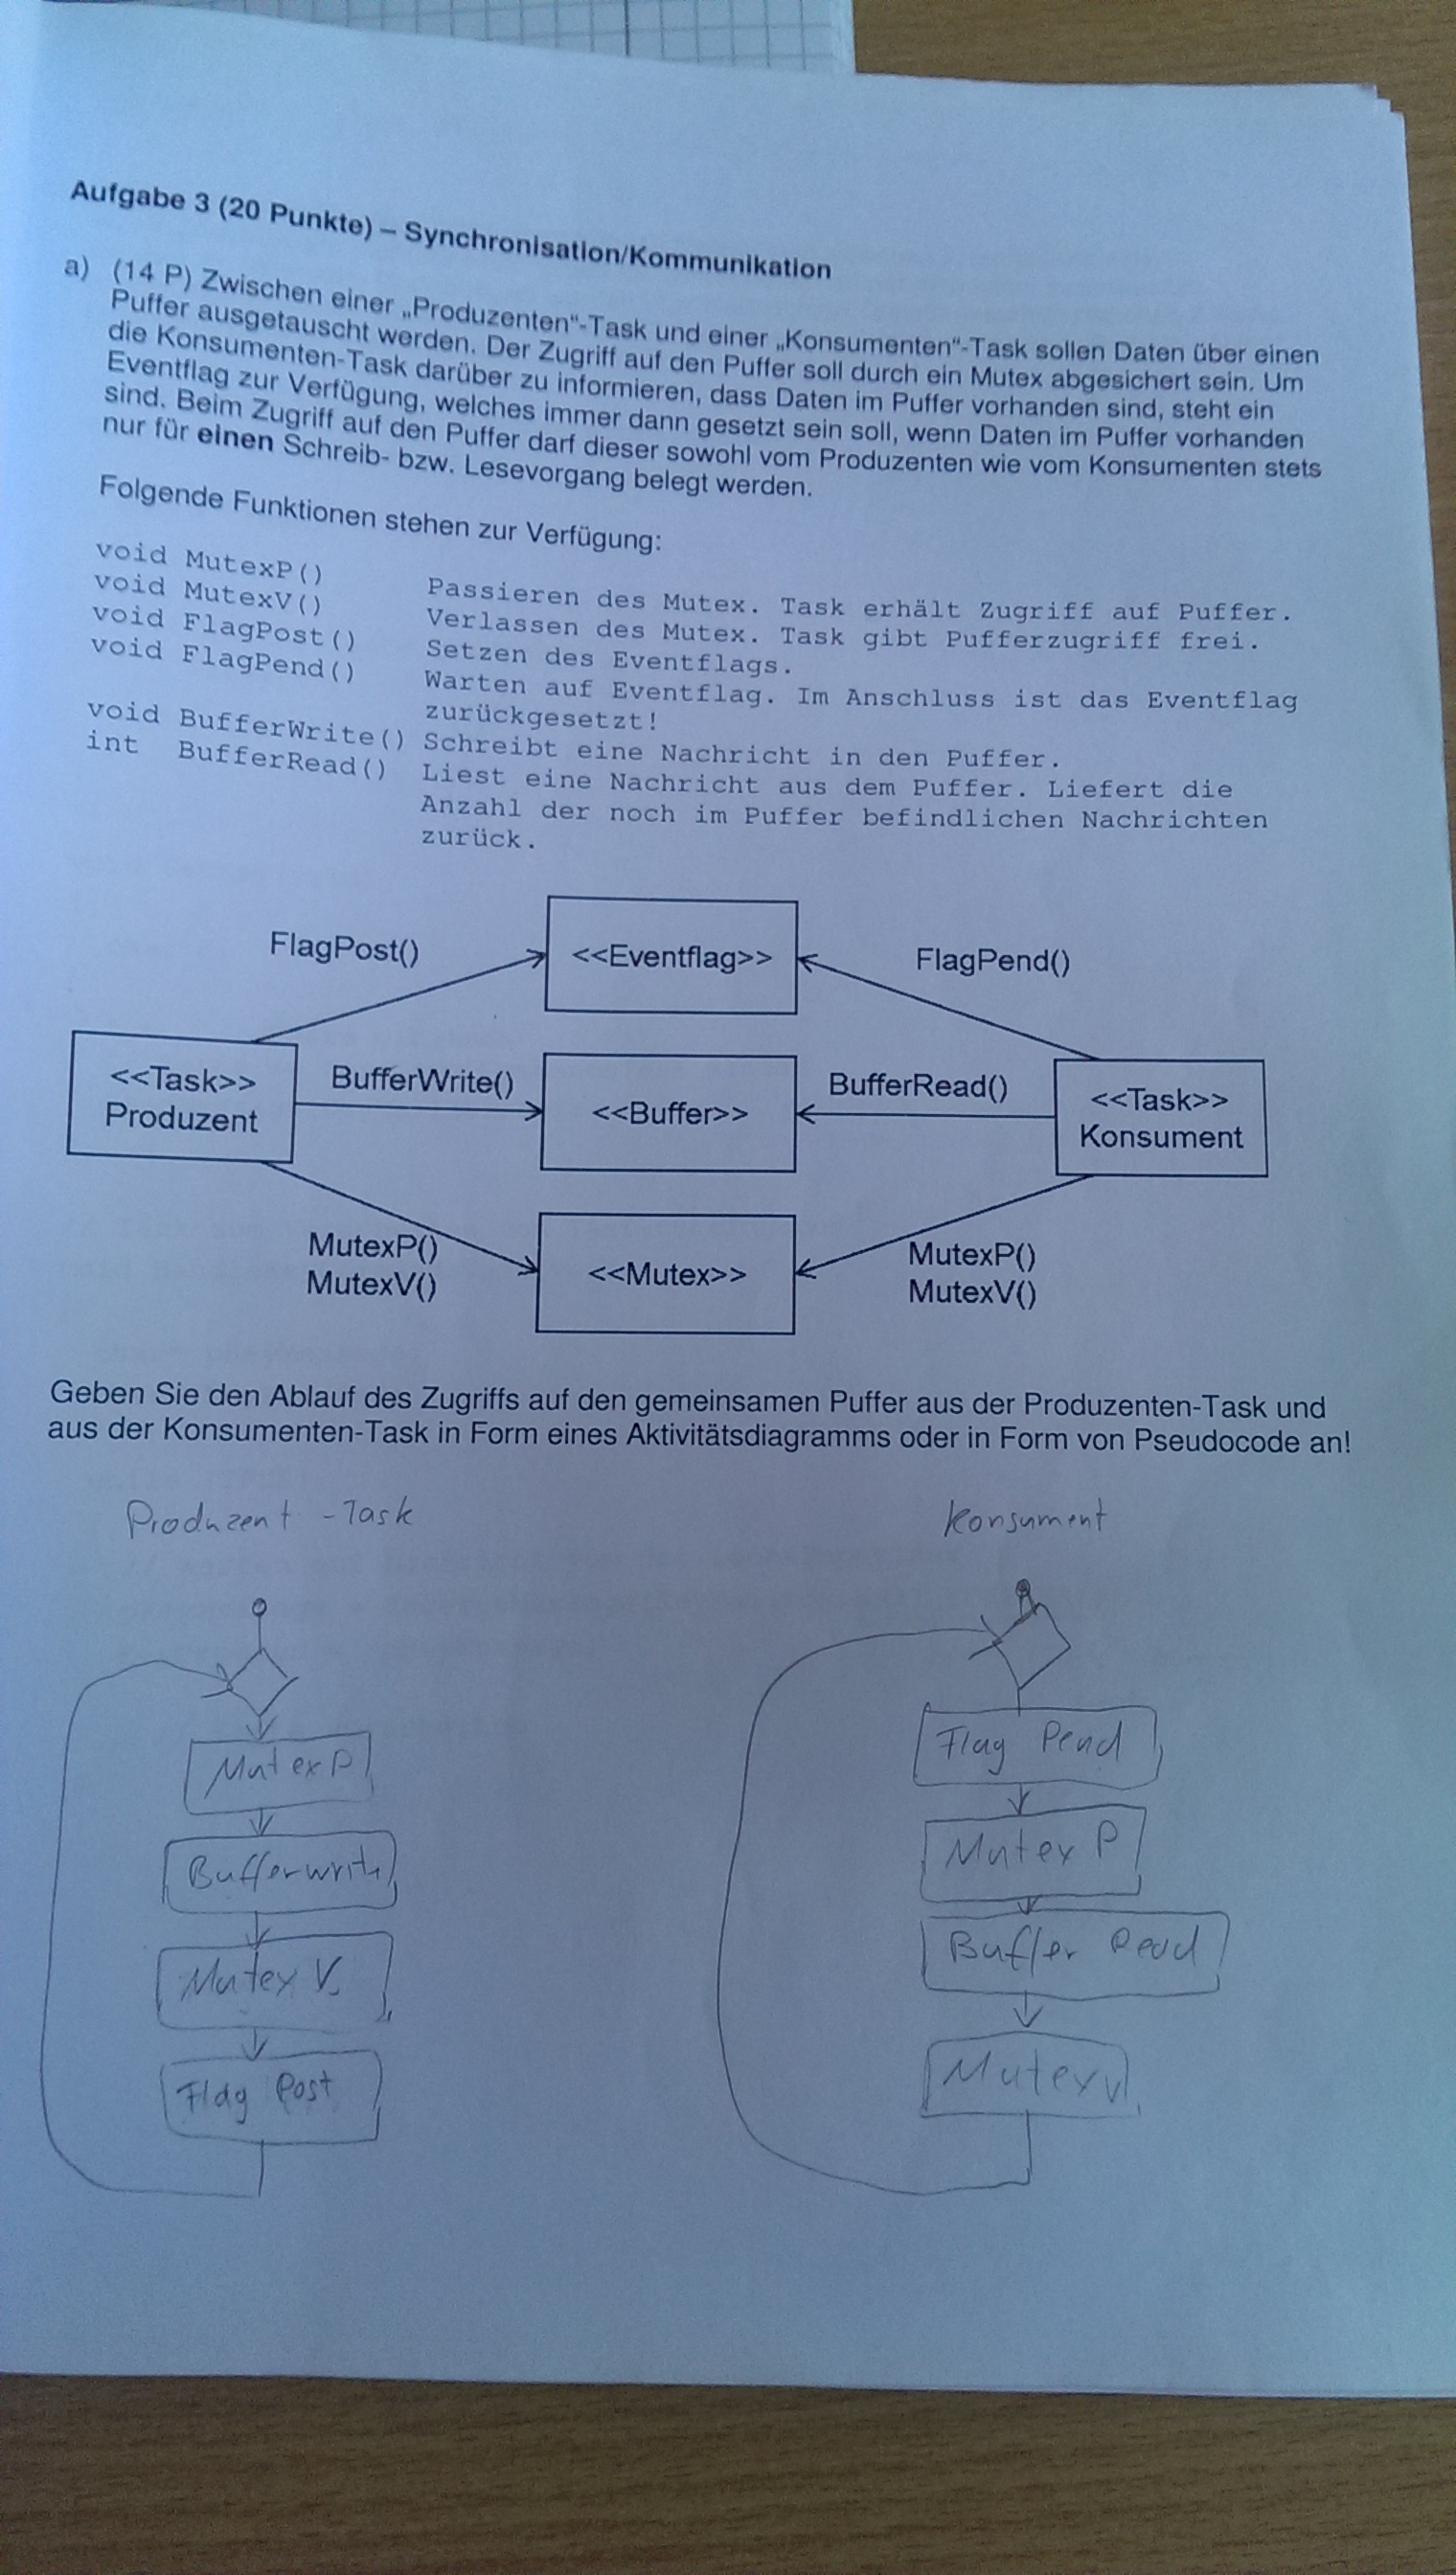 Aufgabe 3 (20 Punkte) – Synchronisation/Kommunikation
a) (14 P) Zwischen einer „Produzenten"-Task und einer „Konsumenten"-Task sollen Daten über einen
Puffer ausgetauscht werden. Der Zugriff auf den Puffer soll durch ein Mutex abgesichert sein. Um
die Konsumenten-Task darüber zu informieren, dass Daten im Puffer vorhanden sind, steht ein
Eventflag zur Verfügung, welches immer dann gesetzt sein soll, wenn Daten im Puffer vorhanden
sind. Beim Zugriff auf den Puffer darf dieser sowohl vom Produzenten wie vom Konsumenten stets
nur für einen Schreib- bzw. Lesevorgang belegt werden.
Folgende Funktionen stehen zur Verfügung:
void MutexP() Passieren des Mutex. Task erhält Zugriff auf Puffer.
void MutexV() Verlassen des Mutex. Task gibt Pufferzugriff frei.
void FlagPost() Setzen des Eventflags.
void FlagPend() Warten auf Eventflag. Im Anschluss ist das Eventflag
zurückgesetzt!
void BufferWrite() Schreibt eine Nachricht in den Puffer.
int BufferRead() Liest eine Nachricht aus dem Puffer. Liefert die
Anzahl der noch im Puffer befindlichen Nachrichten
zurück.
FlagPost() <<Eventflag>> FlagPend()
<<Task>>
Produzent
BufferWrite() <<Buffer>> BufferRead()
<<Task>>
Konsument
MutexP()
MutexV()
<<Mutex>>
MutexP()
MutexV()
Geben Sie den Ablauf des Zugriffs auf den gemeinsamen Puffer aus der Produzenten-Task und
aus der Konsumenten-Task in Form eines Aktivitätsdiagramms oder in Form von Pseudocode an!
Produzent - Task
MutexP
Bufferwrite
Mutex V
Flag Post
Konsument
Flag Pend
Mutex P
Buffer Read
MutexV